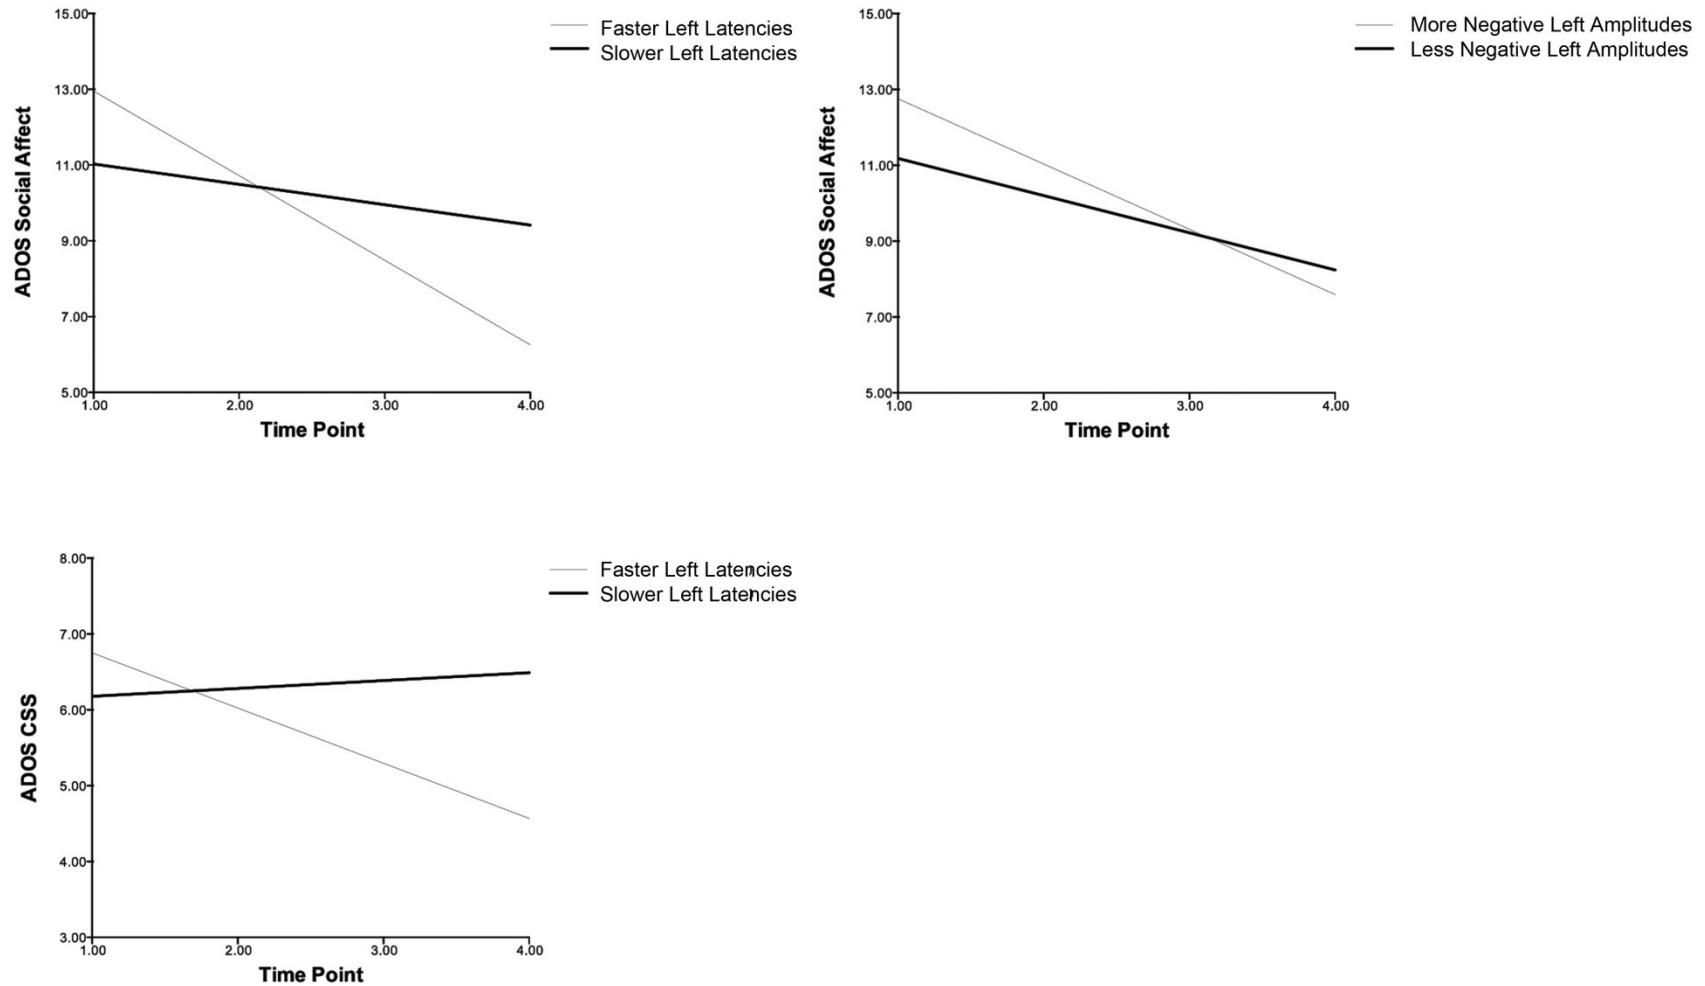 15.00
13.00
11.00
9.00
7.00
5.00
ADOS Social Affect
1.00 2.00 3.00 4.00
Time Point
Faster Left Latencies
Slower Left Latencies
15.00
13.00
11.00
9.00
7.00
5.00
ADOS Social Affect
1.00 2.00 3.00 4.00
Time Point
More Negative Left Amplitudes
Less Negative Left Amplitudes
8.00
7.00
6.00
5.00
4.00
3.00
ADOS CSS
1.00 2.00 3.00 4.00
Time Point
Faster Left Latencies
Slower Left Latencies